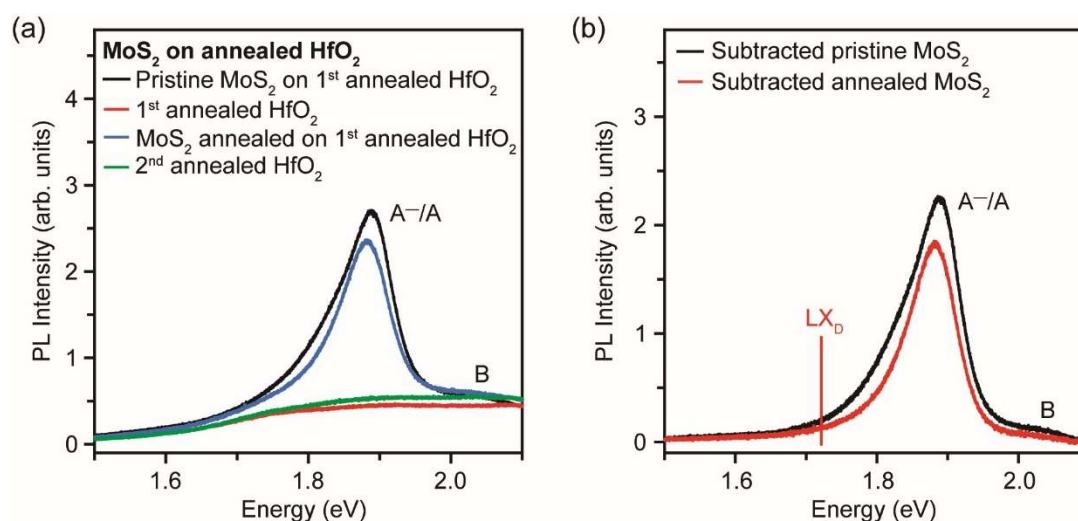 (a)
MoS₂ on annealed HfO₂
Pristine MoS₂ on 1ˢᵗ annealed HfO₂
1ˢᵗ annealed HfO₂
MoS₂ annealed on 1ˢᵗ annealed HfO₂
2ⁿᵈ annealed HfO₂
A⁻/A
B
PL Intensity (arb. units)
4
3
2
1
0
1.6
1.8
2.0
Energy (eV)
(b)
Subtracted pristine MoS₂
Subtracted annealed MoS₂
A⁻/A
LX_D
B
PL Intensity (arb. units)
3
2
1
0
1.6
1.8
2.0
Energy (eV)